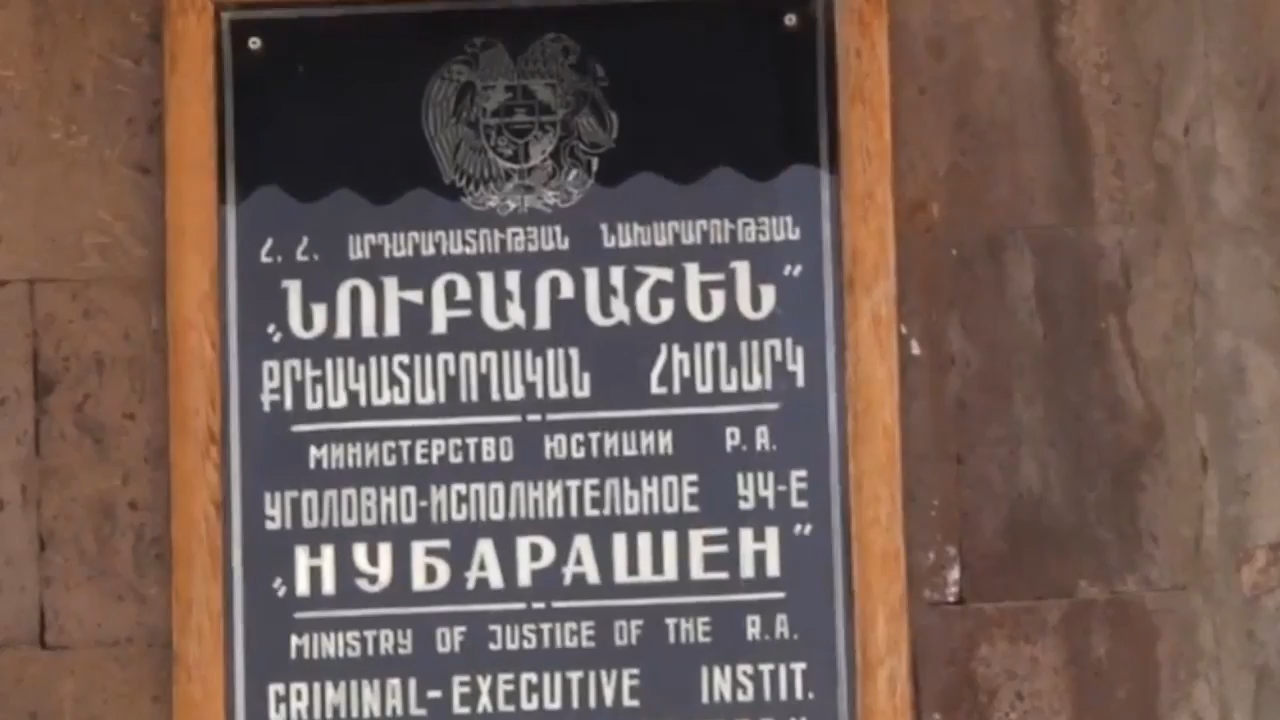 Հ. Հ. ԱՐԴԱՐԱԴԱՏՈՒԹՅԱՆ ՆԱԽԱՐԱՐՈՒԹՅԱՆ
„ՆՈՒԲԱՐԱՇԵՆ"
ՔՐԵԱԿԱՏԱՐՈՂԱԿԱՆ ՀԻՄՆԱՐԿ
МИНИСТЕРСТВО ЮСТИЦИИ Р.А.
УГОЛОВНО-ИСПОЛНИТЕЛЬНОЕ УЧ-Е
„НУБАРАШЕН"
MINISTRY OF JUSTICE OF THE R.A.
CRIMINAL-EXECUTIVE INSTIT.